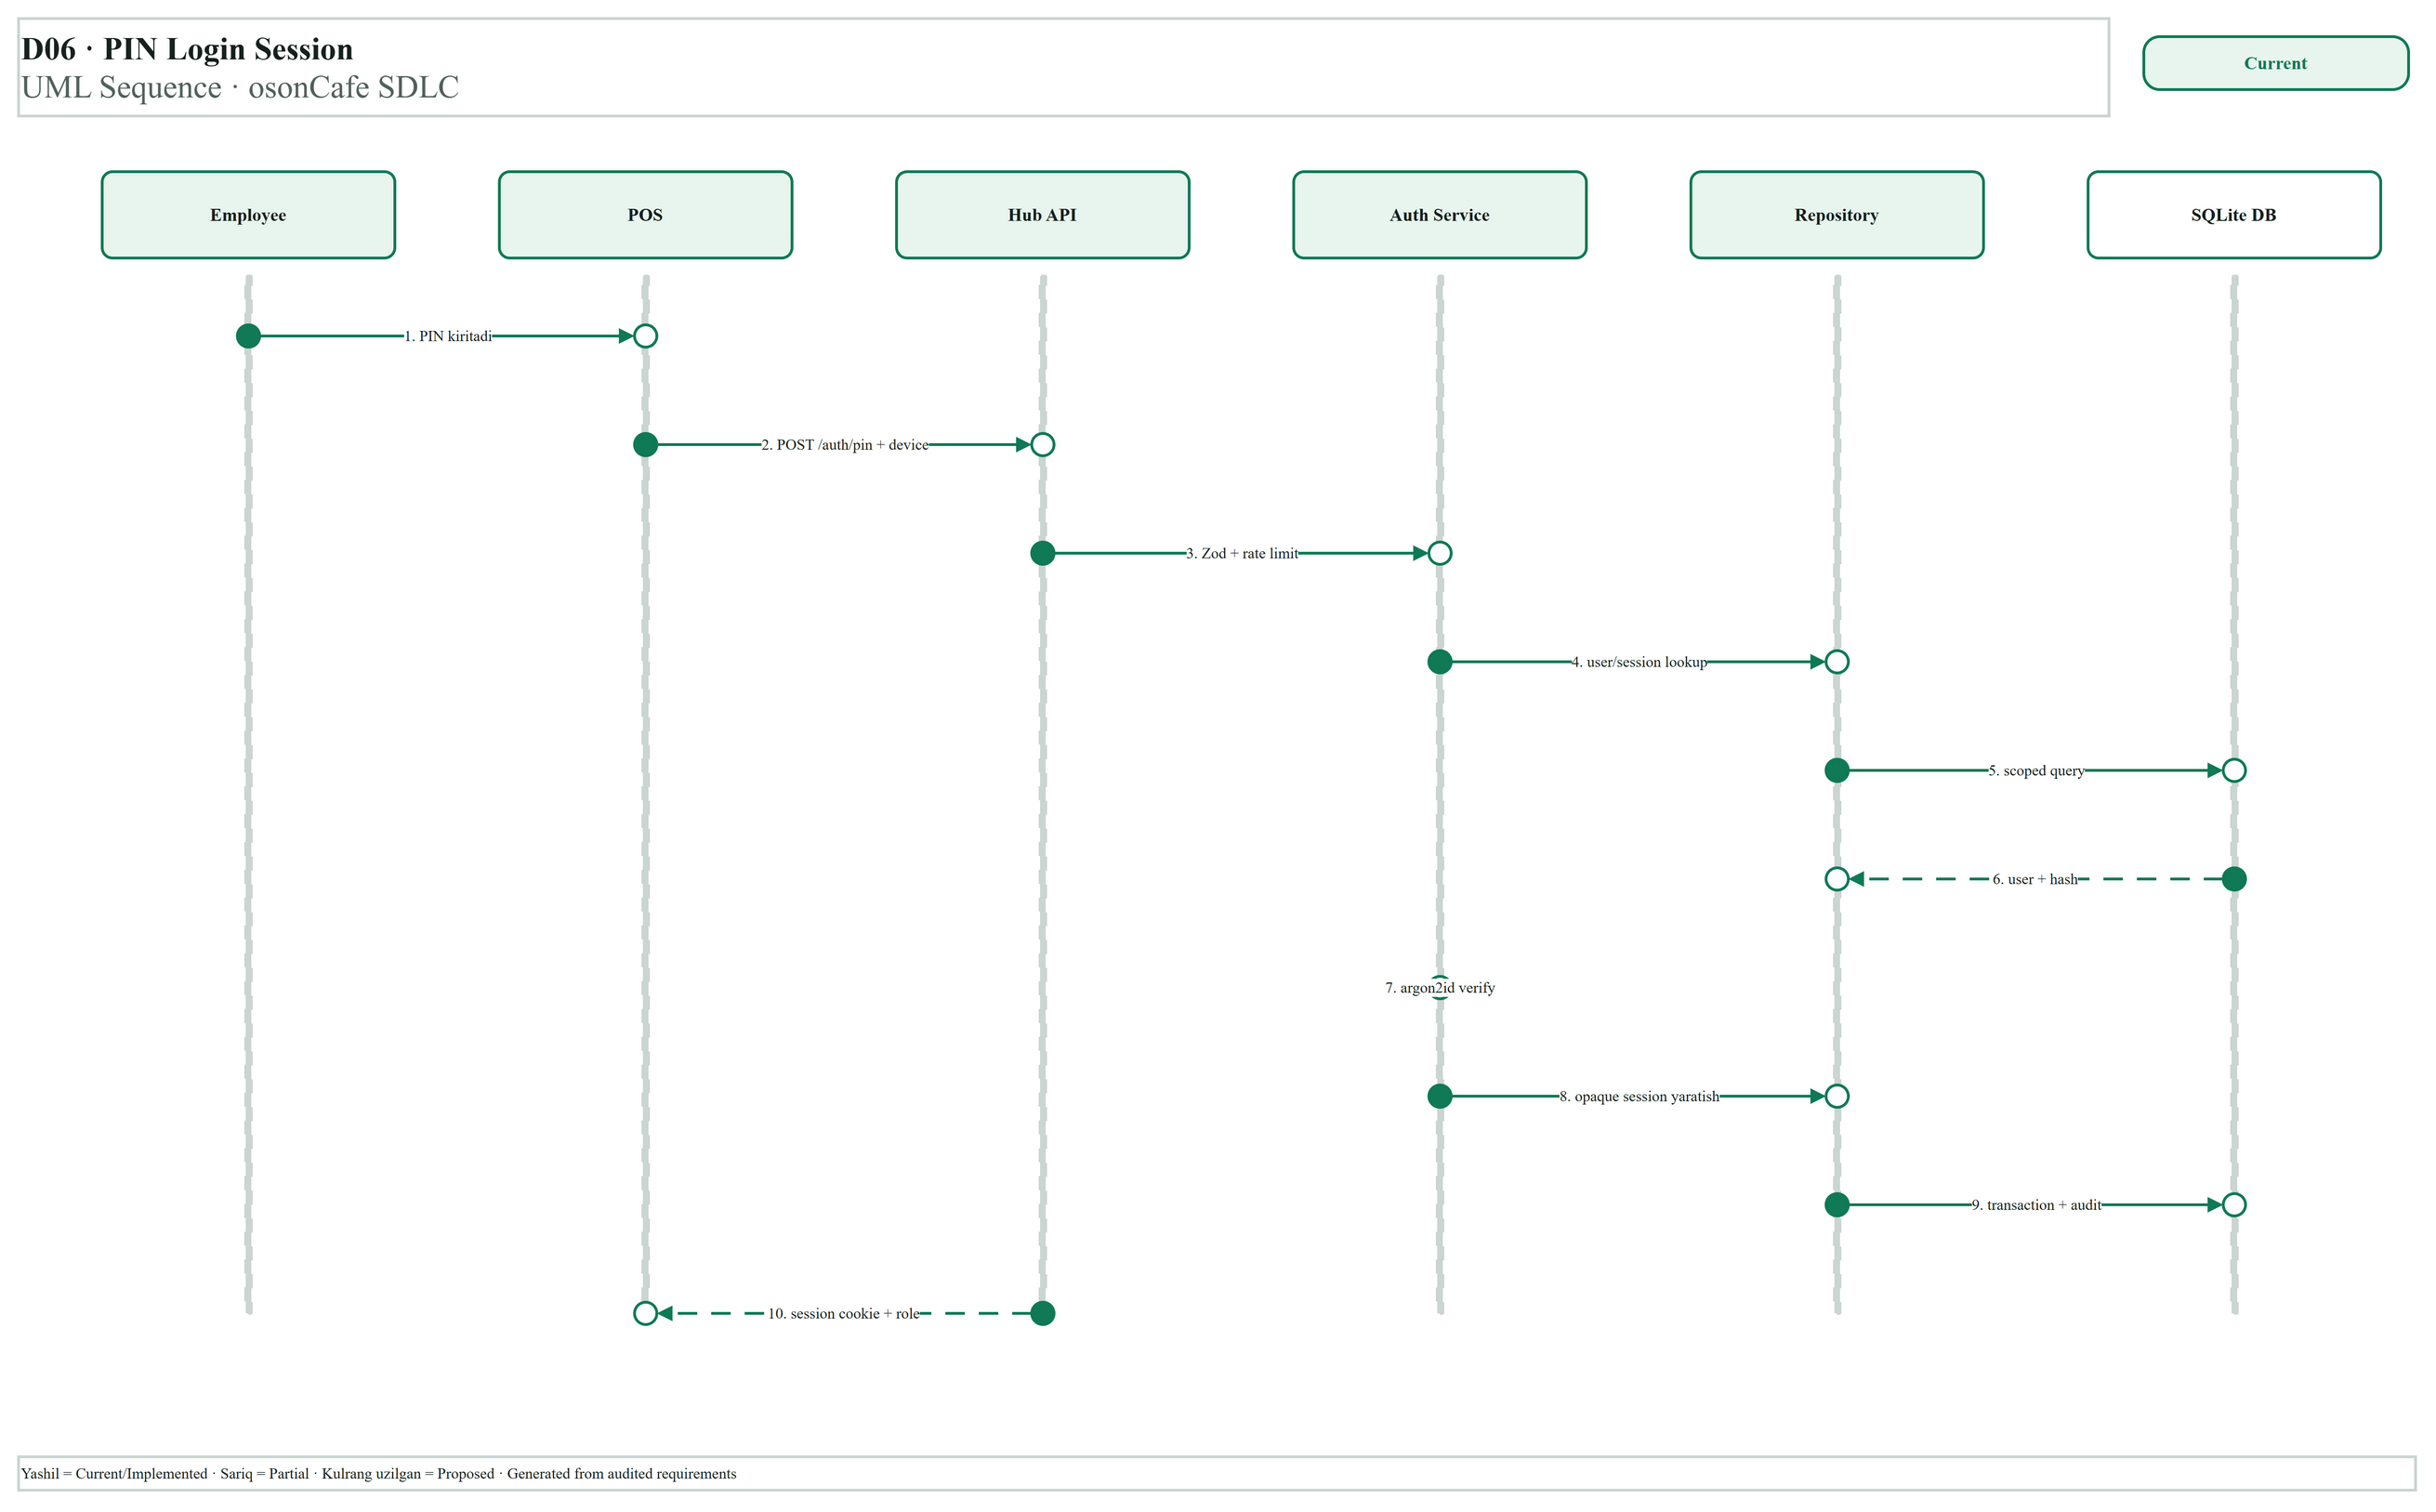 D06 · PIN Login Session
UML Sequence · osonCafe SDLC
Current
Employee
POS
Hub API
Auth Service
Repository
SQLite DB
1. PIN kiritadi
2. POST /auth/pin + device
3. Zod + rate limit
4. user/session lookup
5. scoped query
6. user + hash
7. argon2id verify
8. opaque session yaratish
9. transaction + audit
10. session cookie + role
Yashil = Current/Implemented · Sariq = Partial · Kulrang uzilgan = Proposed · Generated from audited requirements